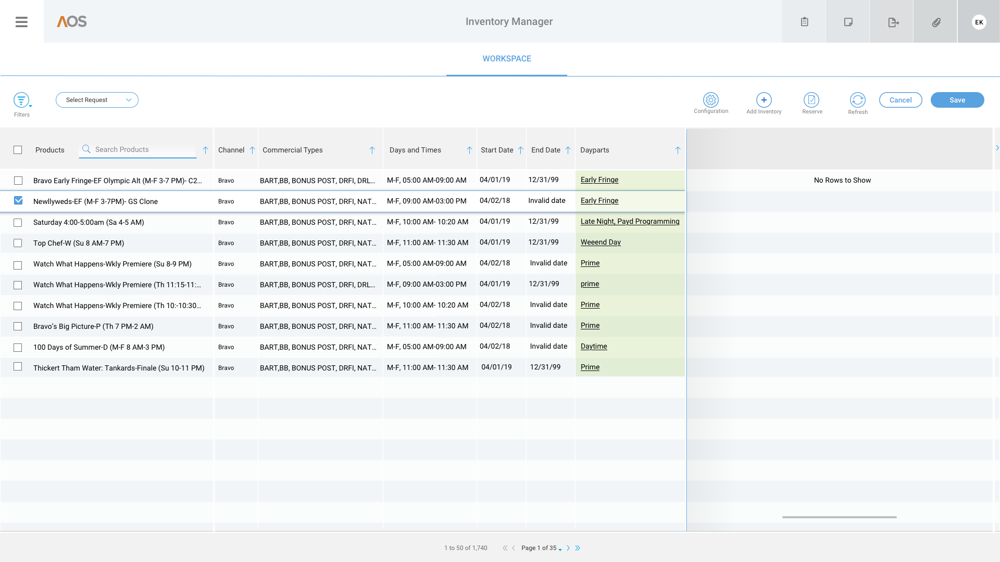 AOS
Inventory Manager
EK
WORKSPACE
Filters
Select Request
Configuration
Add Inventory
Reserve
Refresh
Cancel
Save
Products Search Products Channel Commercial Types Days and Times Start Date End Date Dayparts
Bravo Early Fringe-EF Olympic Alt (M-F 3-7 PM)- C2... Bravo BART,BB, BONUS POST, DRFI, DRL... M-F, 05:00 AM-09:00 AM 04/01/19 12/31/99 Early Fringe
No Rows to Show
Newllyweds-EF (M-F 3-7PM)- GS Clone Bravo BART,BB, BONUS POST, DRFI, NAT... M-F, 09:00 AM-03:00 PM 04/02/18 Invalid date Early Fringe
Saturday 4:00-5:00am (Sa 4-5 AM) Bravo BART,BB, BONUS POST, DRFI, NAT... M-F, 10:00 AM- 10:20 AM 04/01/19 12/31/99 Late Night, Payd Programming
Top Chef-W (Su 8 AM-7 PM) Bravo BART,BB, BONUS POST, DRFI, NAT... M-F, 11:00 AM- 11:30 AM 04/01/19 12/31/99 Weeend Day
Watch What Happens-Wkly Premiere (Su 8-9 PM) Bravo BART,BB, BONUS POST, DRFI, NAT... M-F, 05:00 AM-09:00 AM 04/02/18 Invalid date Prime
Watch What Happens-Wkly Premiere (Th 11:15-11:... Bravo BART,BB, BONUS POST, DRFI, DRL... M-F, 09:00 AM-03:00 PM 04/01/19 12/31/99 prime
Watch What Happens-Wkly Premiere (Th 10:-10:30... Bravo BART,BB, BONUS POST, DRFI, NAT... M-F, 10:00 AM- 10:20 AM 04/02/18 Invalid date Prime
Bravo’s Big Picture-P (Th 7 PM-2 AM) Bravo BART,BB, BONUS POST, DRFI, NAT... M-F, 11:00 AM- 11:30 AM 04/02/18 Invalid date Prime
100 Days of Summer-D (M-F 8 AM-3 PM) Bravo BART,BB, BONUS POST, DRFI, NAT... M-F, 05:00 AM-09:00 AM 04/02/18 Invalid date Daytime
Thickert Tham Water: Tankards-Finale (Su 10-11 PM) Bravo BART,BB, BONUS POST, DRFI, NAT... M-F, 11:00 AM- 11:30 AM 04/01/19 12/31/99 Prime
1 to 50 of 1,740 Page 1 of 35